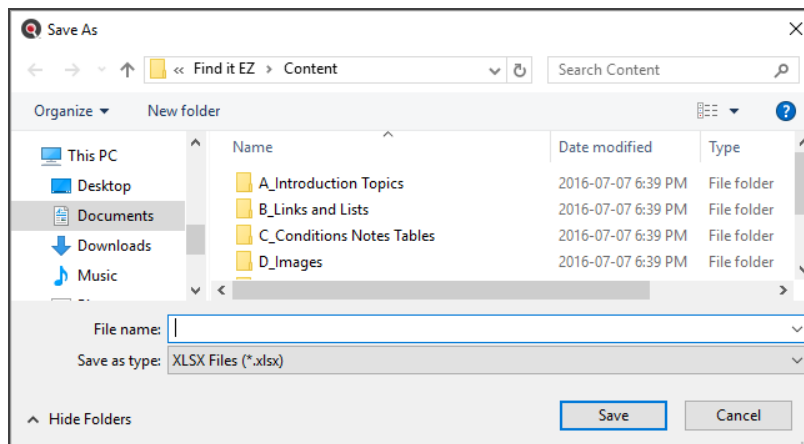 Save As
« Find it EZ > Content
Search Content
Organize
New folder
?
This PC
Desktop
Documents
Downloads
Music
Name
Date modified
Type
A_Introduction Topics 2016-07-07 6:39 PM File folder
B_Links and Lists 2016-07-07 6:39 PM File folder
C_Conditions Notes Tables 2016-07-07 6:39 PM File folder
D_Images 2016-07-07 6:39 PM File folder
File name:
Save as type: XLSX Files (*.xlsx)
Hide Folders
Save
Cancel